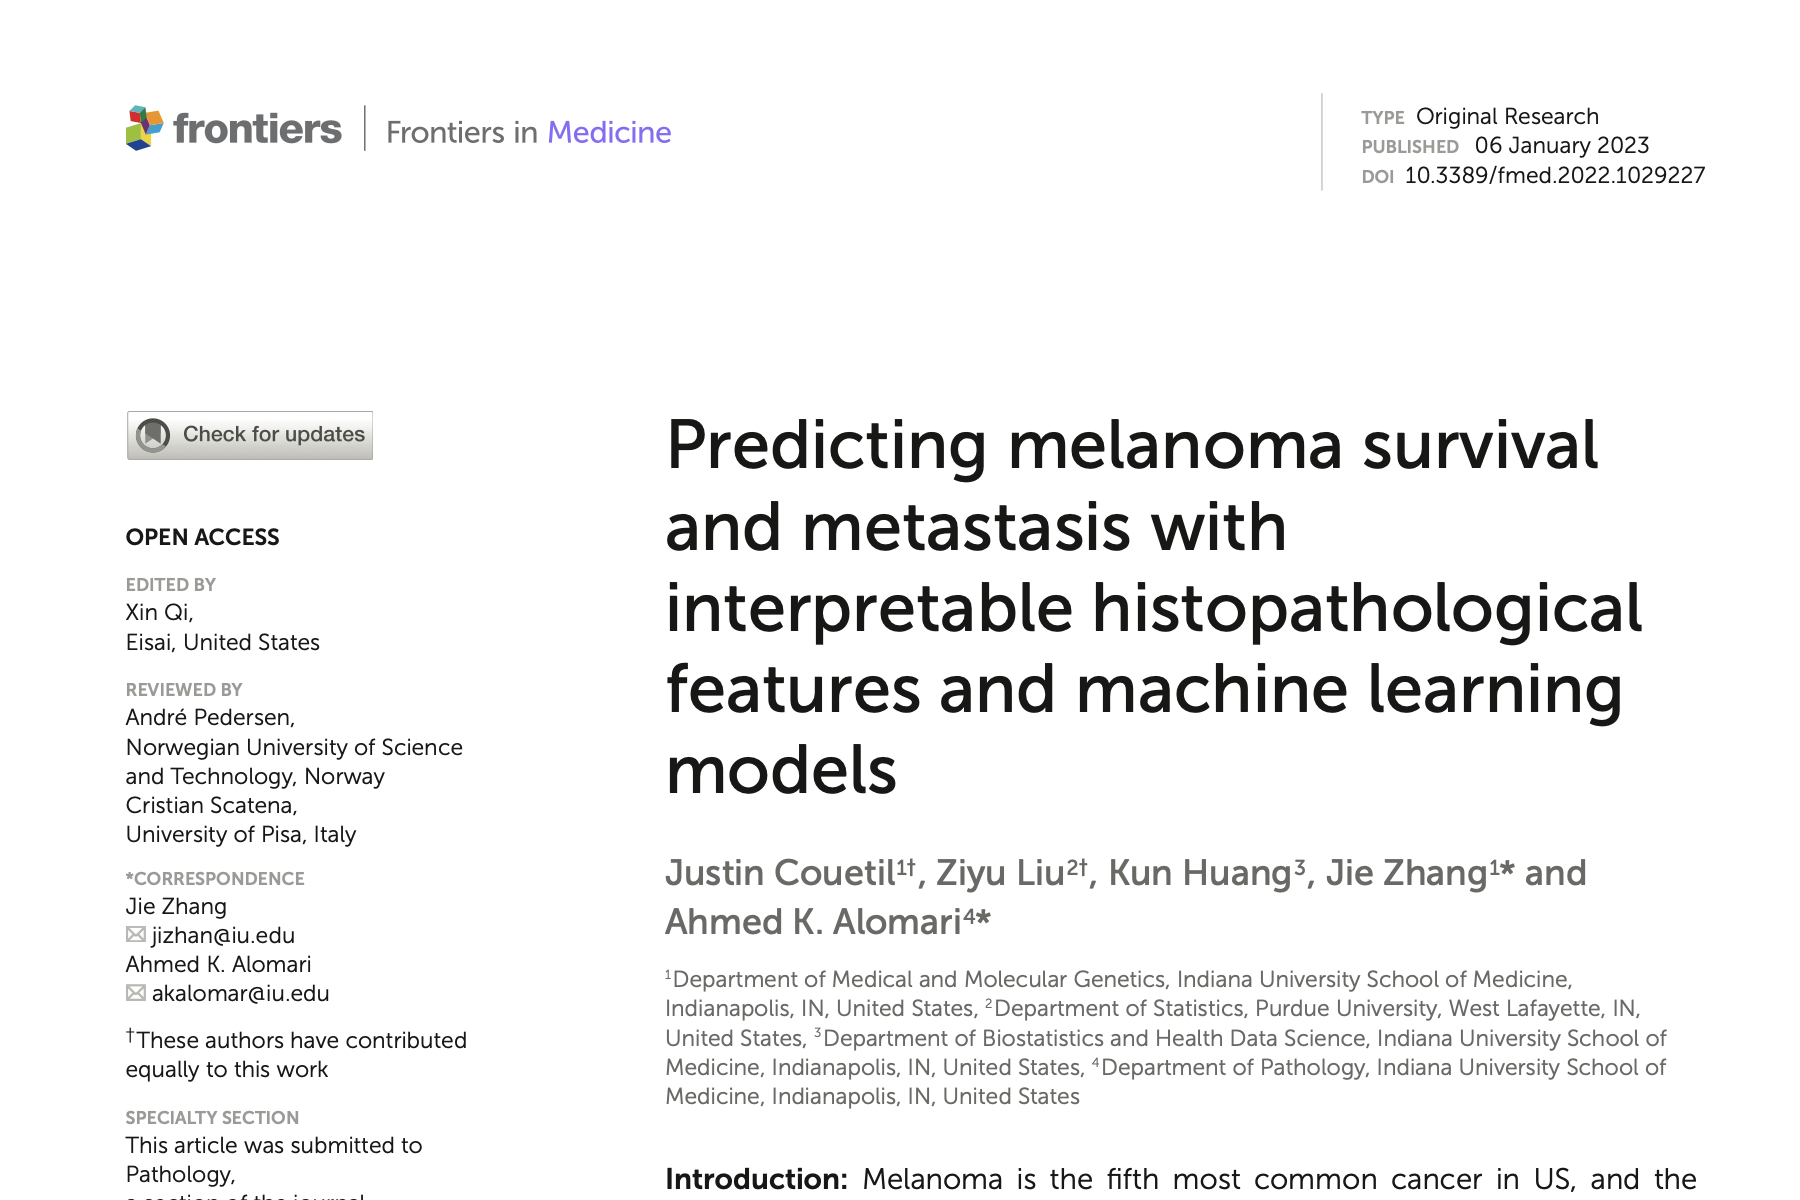 frontiers | Frontiers in Medicine
TYPE Original Research
PUBLISHED 06 January 2023
DOI 10.3389/fmed.2022.1029227
Check for updates
OPEN ACCESS
EDITED BY
Xin Qi,
Eisai, United States
REVIEWED BY
André Pedersen,
Norwegian University of Science
and Technology, Norway
Cristian Scatena,
University of Pisa, Italy
*CORRESPONDENCE
Jie Zhang
jizhan@iu.edu
Ahmed K. Alomari
akalomar@iu.edu
†These authors have contributed
equally to this work
SPECIALTY SECTION
This article was submitted to
Pathology,
a section of the journal
Predicting melanoma survival
and metastasis with
interpretable histopathological
features and machine learning
models
Justin Couetil¹†, Ziyu Liu²†, Kun Huang³, Jie Zhang¹* and
Ahmed K. Alomari⁴*
¹Department of Medical and Molecular Genetics, Indiana University School of Medicine,
Indianapolis, IN, United States, ²Department of Statistics, Purdue University, West Lafayette, IN,
United States, ³Department of Biostatistics and Health Data Science, Indiana University School of
Medicine, Indianapolis, IN, United States, ⁴Department of Pathology, Indiana University School of
Medicine, Indianapolis, IN, United States
Introduction: Melanoma is the fifth most common cancer in US, and the